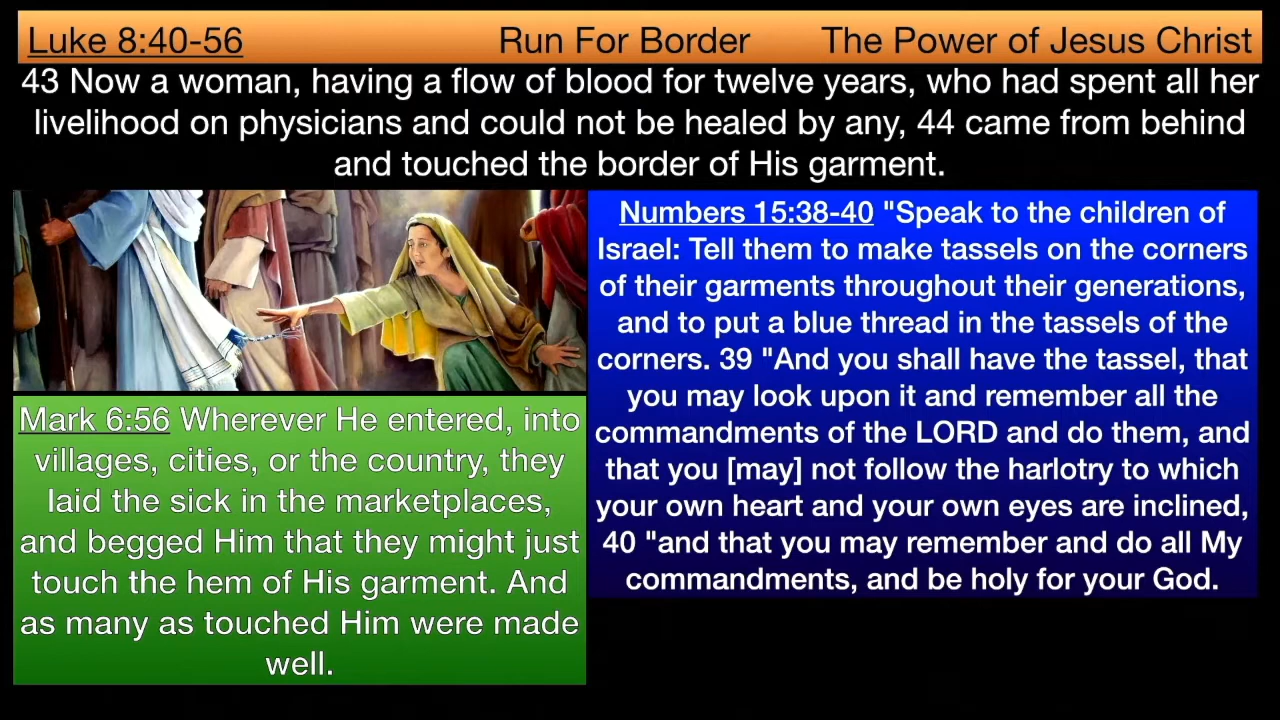 Luke 8:40-56 Run For Border The Power of Jesus Christ
43 Now a woman, having a flow of blood for twelve years, who had spent all her
livelihood on physicians and could not be healed by any, 44 came from behind
and touched the border of His garment.
Mark 6:56 Wherever He entered, into
villages, cities, or the country, they
laid the sick in the marketplaces,
and begged Him that they might just
touch the hem of His garment. And
as many as touched Him were made
well.
Numbers 15:38-40 "Speak to the children of
Israel: Tell them to make tassels on the corners
of their garments throughout their generations,
and to put a blue thread in the tassels of the
corners. 39 "And you shall have the tassel, that
you may look upon it and remember all the
commandments of the LORD and do them, and
that you [may] not follow the harlotry to which
your own heart and your own eyes are inclined,
40 "and that you may remember and do all My
commandments, and be holy for your God.